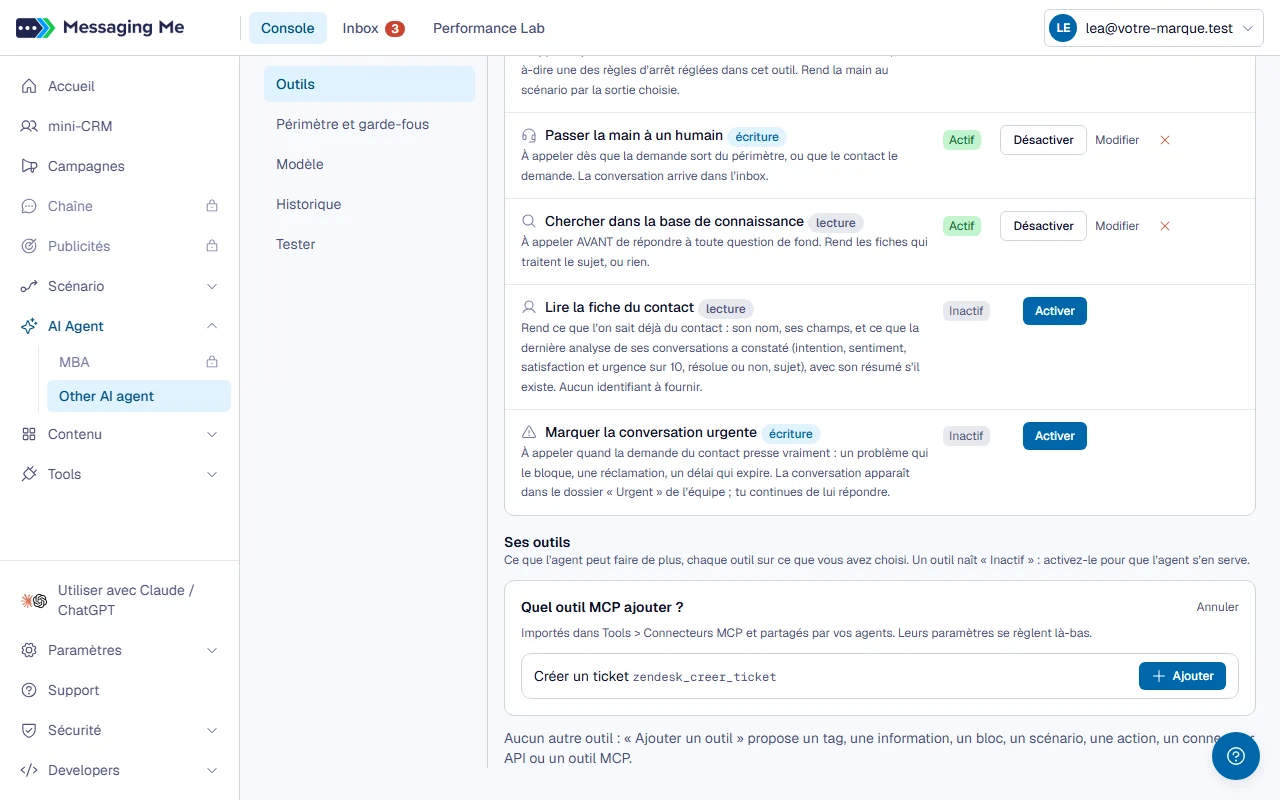 Messaging Me
Console
Inbox 3
Performance Lab
LE lea@votre-marque.test
Accueil
mini-CRM
Campagnes
Chaîne
Publicités
Scénario
AI Agent
MBA
Other AI agent
Contenu
Tools
Utiliser avec Claude /
ChatGPT
Paramètres
Support
Sécurité
Developers
Outils
Périmètre et garde-fous
Modèle
Historique
Tester
à-dire une des règles d’arrêt réglées dans cet outil. Rend la main au
scénario par la sortie choisie.
Passer la main à un humain écriture
À appeler dès que la demande sort du périmètre, ou que le contact le
demande. La conversation arrive dans l’inbox.
Actif Désactiver Modifier
Chercher dans la base de connaissance lecture
À appeler AVANT de répondre à toute question de fond. Rend les fiches qui
traitent le sujet, ou rien.
Actif Désactiver Modifier
Lire la fiche du contact lecture
Rend ce que l’on sait déjà du contact : son nom, ses champs, et ce que la
dernière analyse de ses conversations a constaté (intention, sentiment,
satisfaction et urgence sur 10, résolue ou non, sujet), avec son résumé s’il
existe. Aucun identifiant à fournir.
Inactif Activer
Marquer la conversation urgente écriture
À appeler quand la demande du contact presse vraiment : un problème qui
le bloque, une réclamation, un délai qui expire. La conversation apparaît
dans le dossier « Urgent » de l’équipe ; tu continues de lui répondre.
Inactif Activer
Ses outils
Ce que l’agent peut faire de plus, chaque outil sur ce que vous avez choisi. Un outil naît « Inactif » : activez-le pour que l’agent s’en serve.
Quel outil MCP ajouter ?
Annuler
Importés dans Tools > Connecteurs MCP et partagés par vos agents. Leurs paramètres se règlent là-bas.
Créer un ticket zendesk_creer_ticket
Ajouter
Aucun autre outil : « Ajouter un outil » propose un tag, une information, un bloc, un scénario, une action, un
API ou un outil MCP.